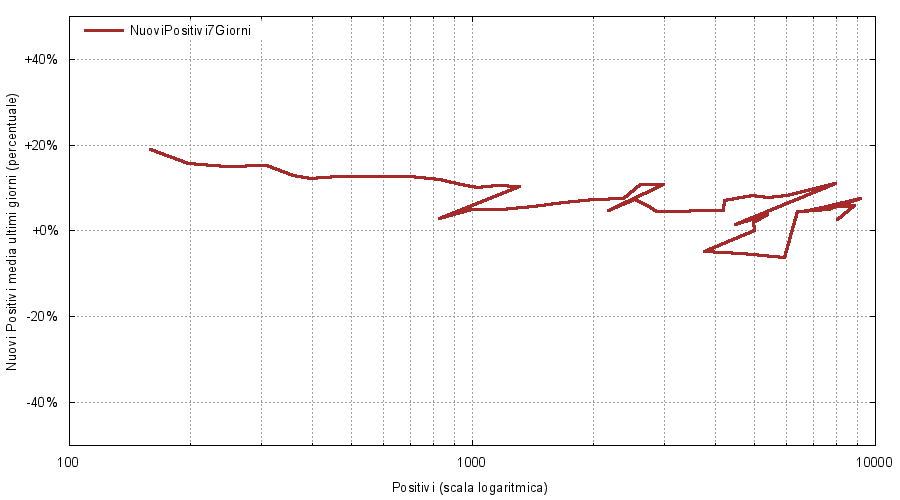 NuoviPositivi7Giorni
+40%
+20%
+0%
-20%
-40%
Nuovi Positivi media ultimi giorni (percentuale)
100
1000
10000
Positivi (scala logaritmica)